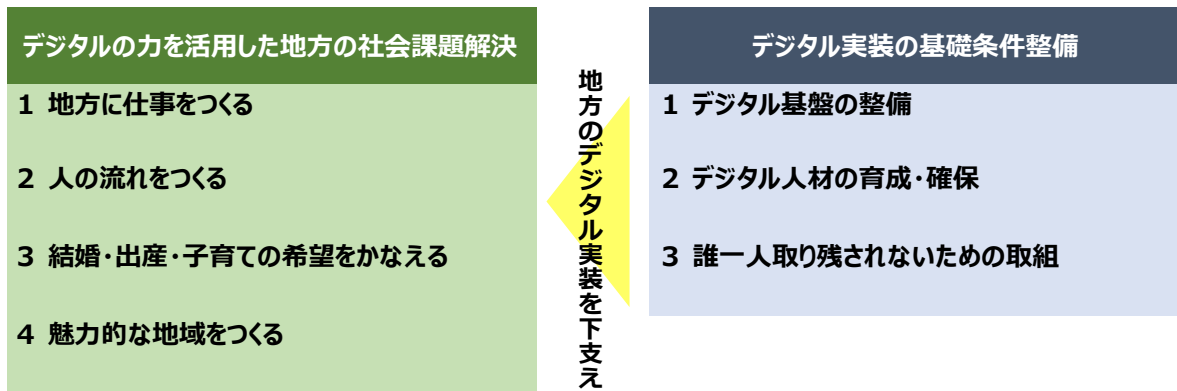 デジタルの力を活用した地方の社会課題解決
1 地方に仕事をつくる
2 人の流れをつくる
3 結婚・出産・子育ての希望をかなえる
4 魅力的な地域をつくる
地方のデジタル実装を下支え
デジタル実装の基礎条件整備
1 デジタル基盤の整備
2 デジタル人材の育成・確保
3 誰一人取り残されないための取組